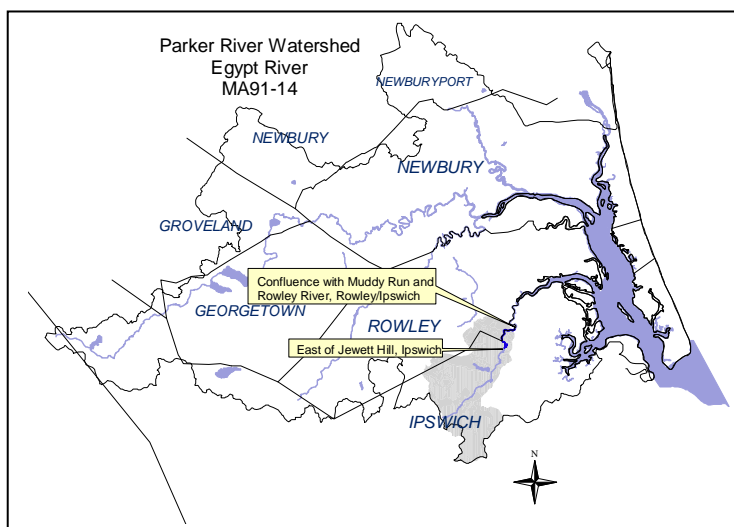 Parker River Watershed
Egypt River
MA91-14
NEWBURYPORT
NEWBURY
NEWBURY
GROVELAND
Confluence with Muddy Run and
Rowley River, Rowley/Ipswich
GEORGETOWN
ROWLEY
East of Jewett Hill, Ipswich
IPSWICH
N